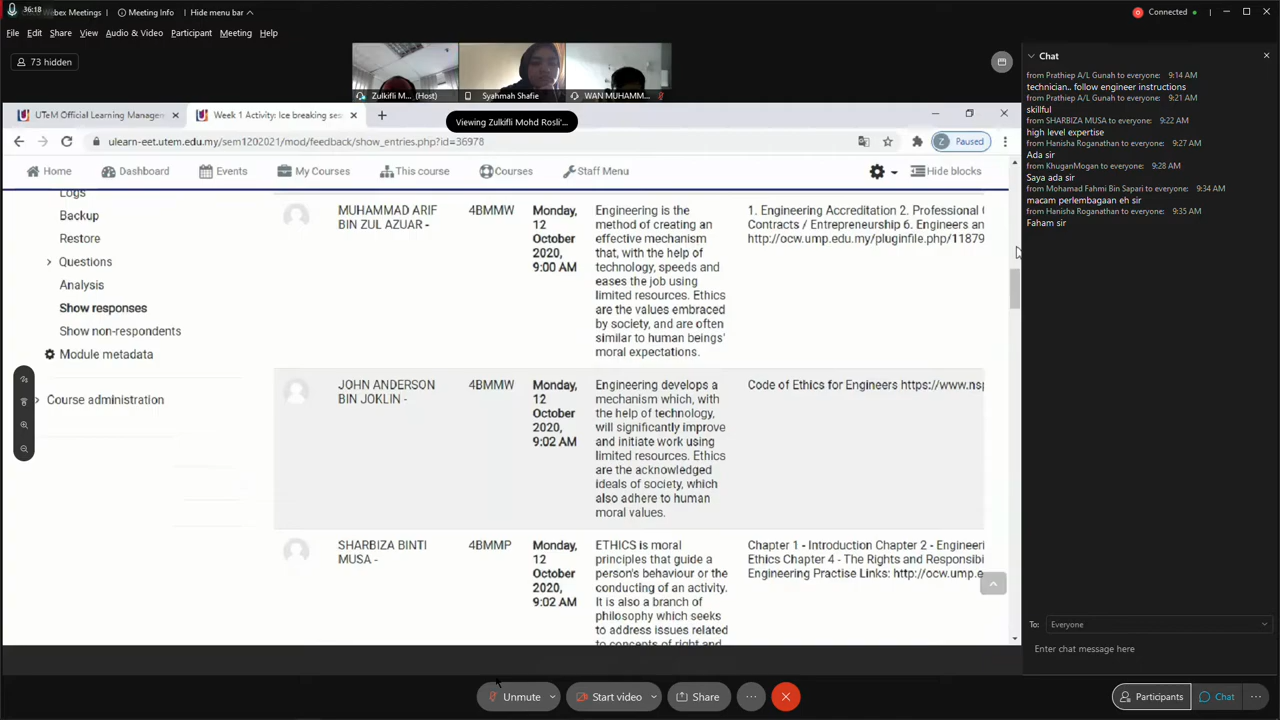 36:18
Webex Meetings
Meeting Info
Hide menu bar
Connected
File Edit Share View Audio & Video Participant Meeting Help
73 hidden
Zulkifli M... (Host)
Syahmah Shafie
WAN MUHAMM...
UTeM Official Learning Managem
Week 1 Activity: Ice breaking ses
Viewing Zulkifli Mohd Rosli'...
ulearn-eet.utem.edu.my/sem1202021/mod/feedback/show_entries.php?id=36978
Z Paused
Home Dashboard Events My Courses This course Courses Staff Menu Hide blocks
Logs
Backup
Restore
Questions
Analysis
Show responses
Show non-respondents
Module metadata
Course administration
MUHAMMAD ARIF
BIN ZUL AZUAR -
4BMMW
Monday,
12
October
2020,
9:00 AM
Engineering is the
method of creating an
effective mechanism
that, with the help of
technology, speeds and
eases the job using
limited resources. Ethics
are the values embraced
by society, and are often
similar to human beings'
moral expectations.
1. Engineering Accreditation 2. Professional
Contracts / Entrepreneurship 6. Engineers an
http://ocw.ump.edu.my/pluginfile.php/11879
JOHN ANDERSON
BIN JOKLIN -
4BMMW
Monday,
12
October
2020,
9:02 AM
Engineering develops a
mechanism which, with
the help of technology,
will significantly improve
and initiate work using
limited resources. Ethics
are the acknowledged
ideals of society, which
also adhere to human
moral values.
Code of Ethics for Engineers https://www.nsp
SHARBIZA BINTI
MUSA -
4BMMP
Monday,
12
October
2020,
9:02 AM
ETHICS is moral
principles that guide a
person's behaviour or the
conducting of an activity.
It is also a branch of
philosophy which seeks
to address issues related
to concepts of right and
Chapter 1 - Introduction Chapter 2 - Engineeri
Ethics Chapter 4 - The Rights and Responsibi
Engineering Practise Links: http://ocw.ump.e
Chat
from Prathiep A/L Gunah to everyone: 9:14 AM
technician.. follow engineer instructions
from Prathiep A/L Gunah to everyone: 9:21 AM
skillful
from SHARBIZA MUSA to everyone: 9:22 AM
high level expertise
from Hanisha Roganathan to everyone: 9:27 AM
Ada sir
from KhuganMogan to everyone: 9:28 AM
Saya ada sir
from Mohamad Fahmi Bin Sapari to everyone: 9:34 AM
macam perlembagaan eh sir
from Hanisha Roganathan to everyone: 9:35 AM
Faham sir
To: Everyone
Enter chat message here
Unmute
Start video
Share
Participants
Chat